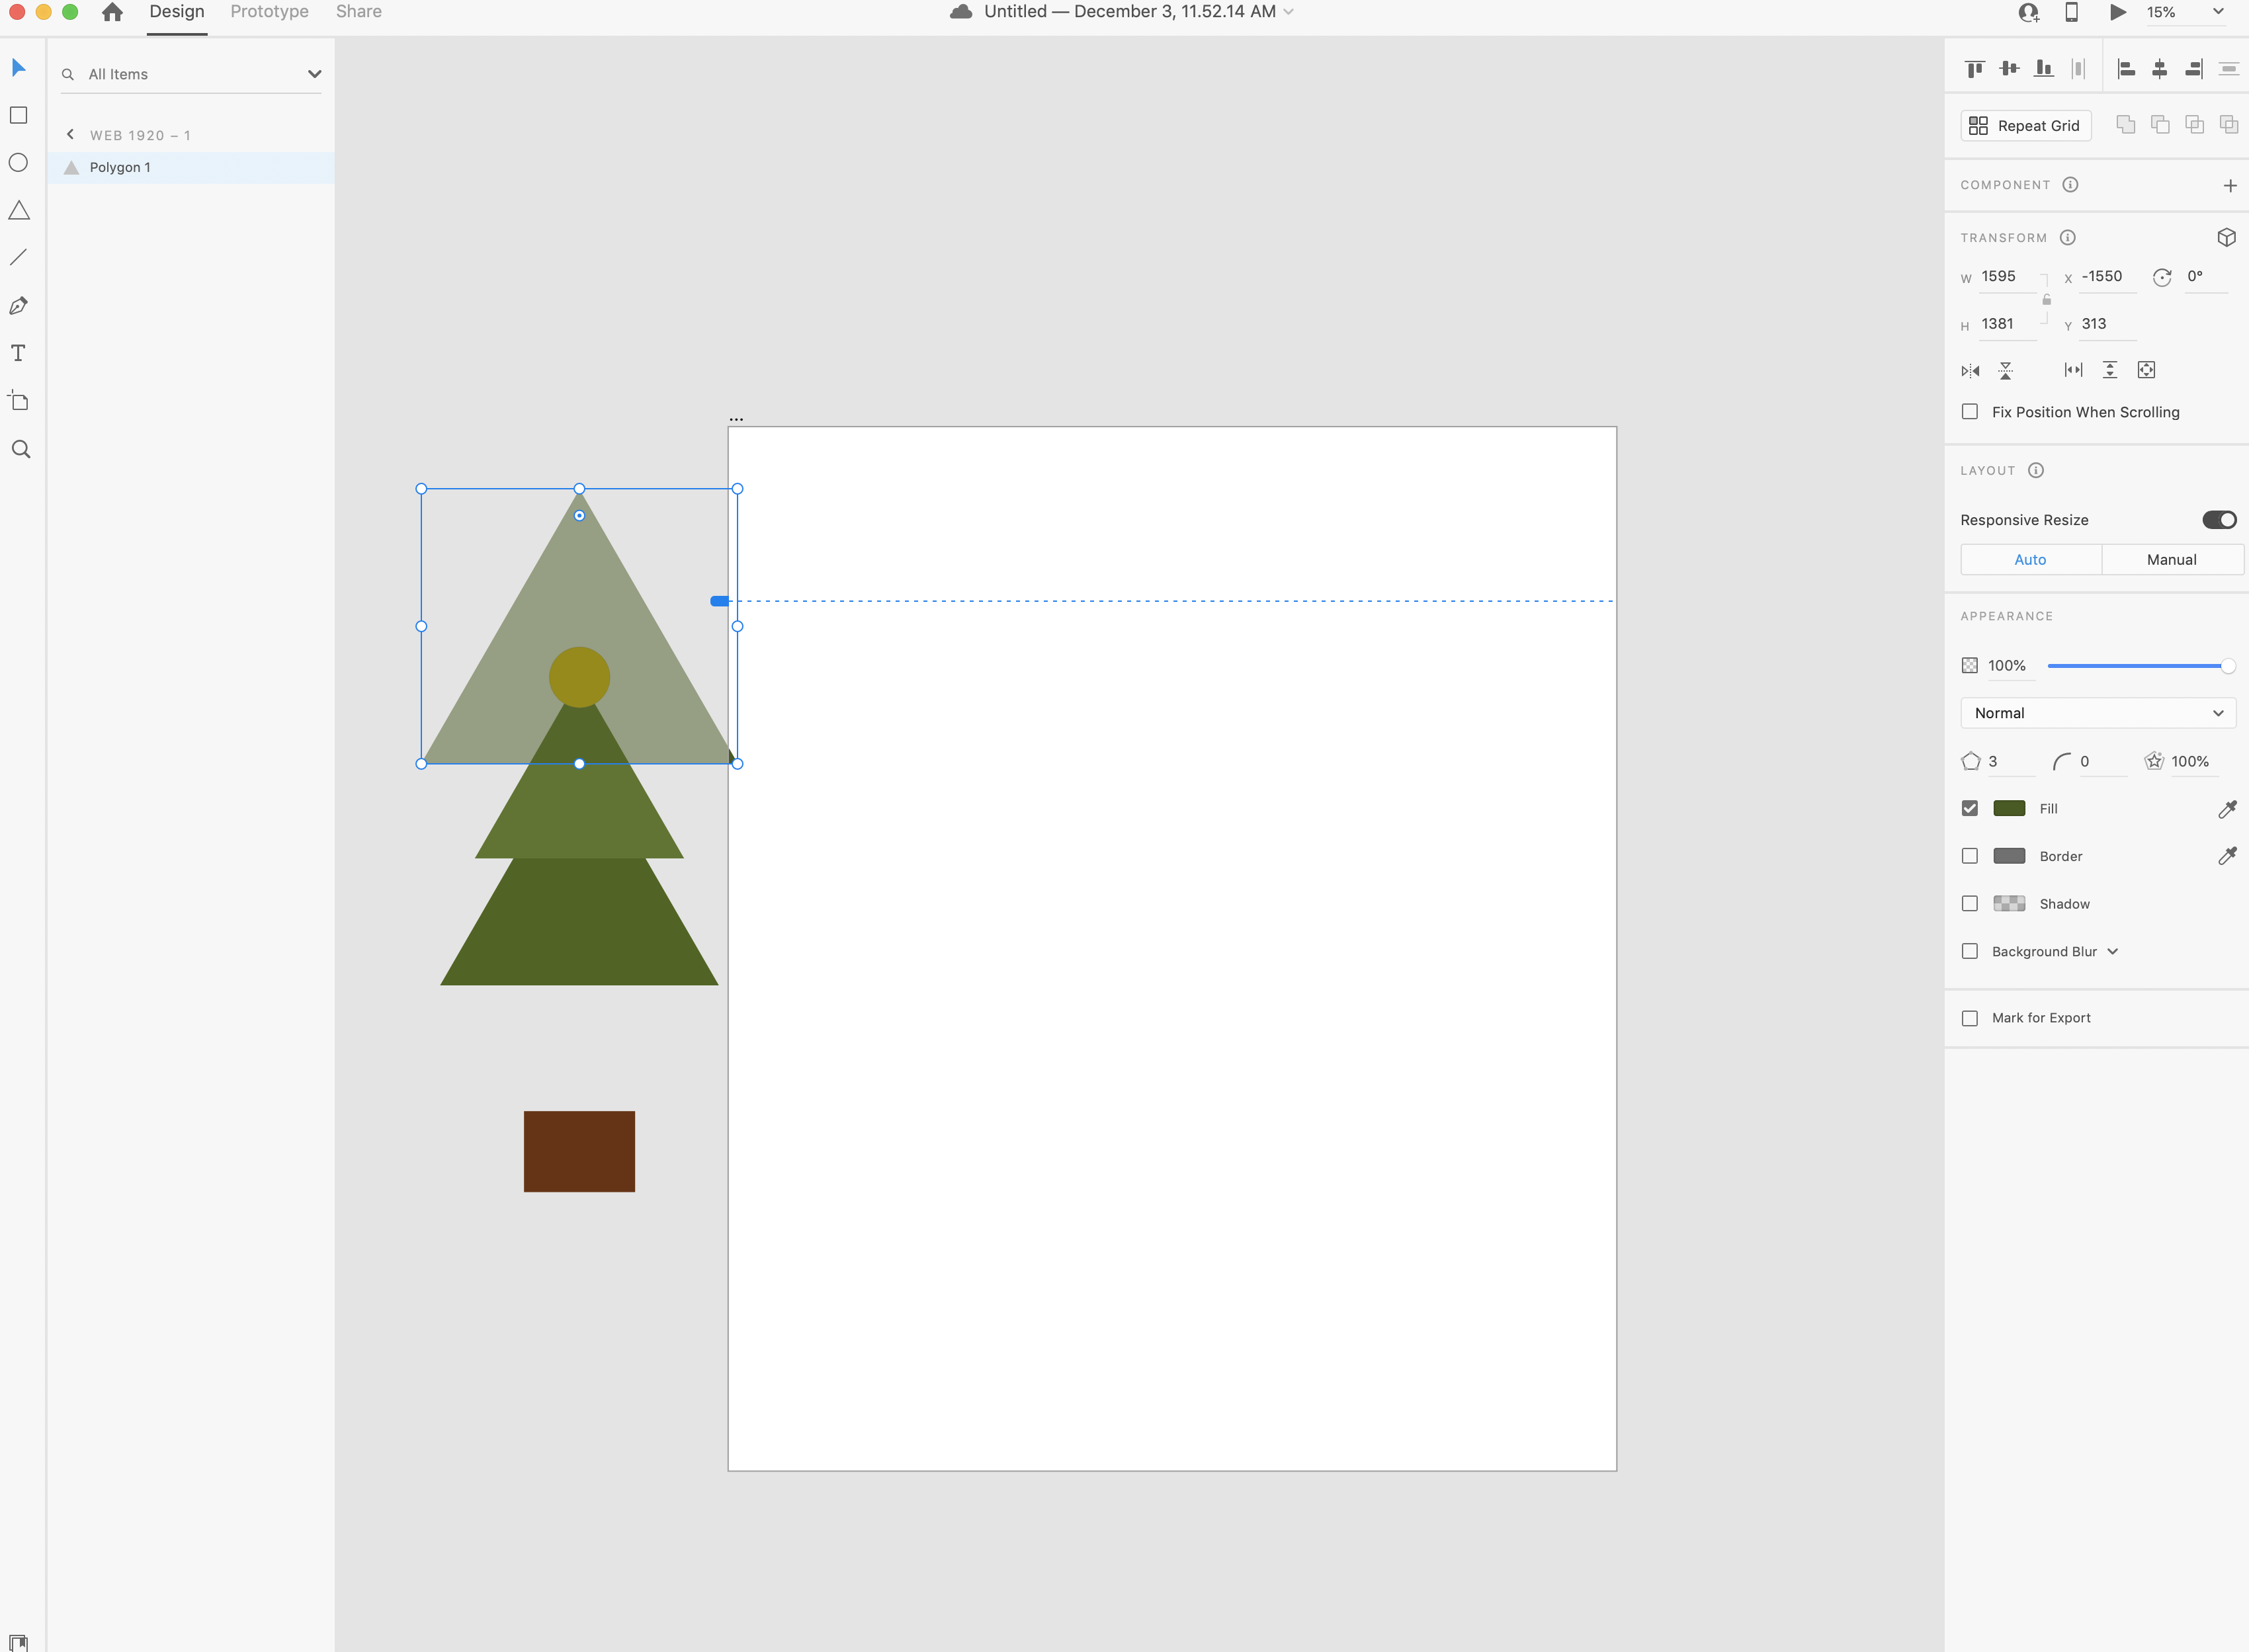 Design Prototype Share
Untitled — December 3, 11.52.14 AM
15%
All Items
WEB 1920 – 1
Polygon 1
...
Repeat Grid
COMPONENT
TRANSFORM
W 1595 X -1550 0°
H 1381 Y 313
Fix Position When Scrolling
LAYOUT
Responsive Resize
Auto Manual
APPEARANCE
100%
Normal
3 0 100%
Fill
Border
Shadow
Background Blur
Mark for Export